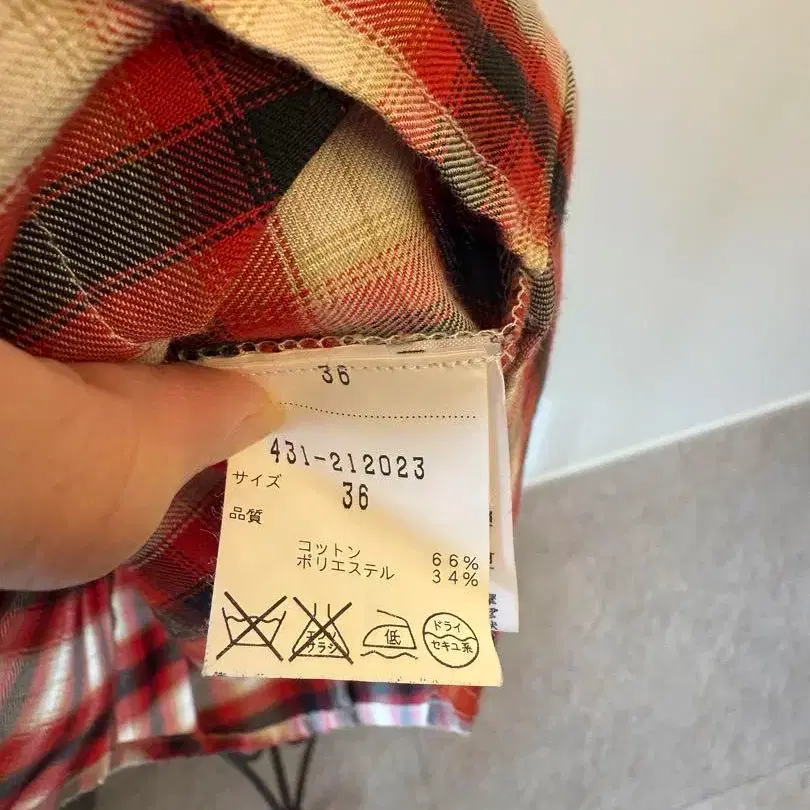 36
431-212023
サイズ
36
品質
コットン 66%
ポリエステル 34%
低
ドライ
セキユ系